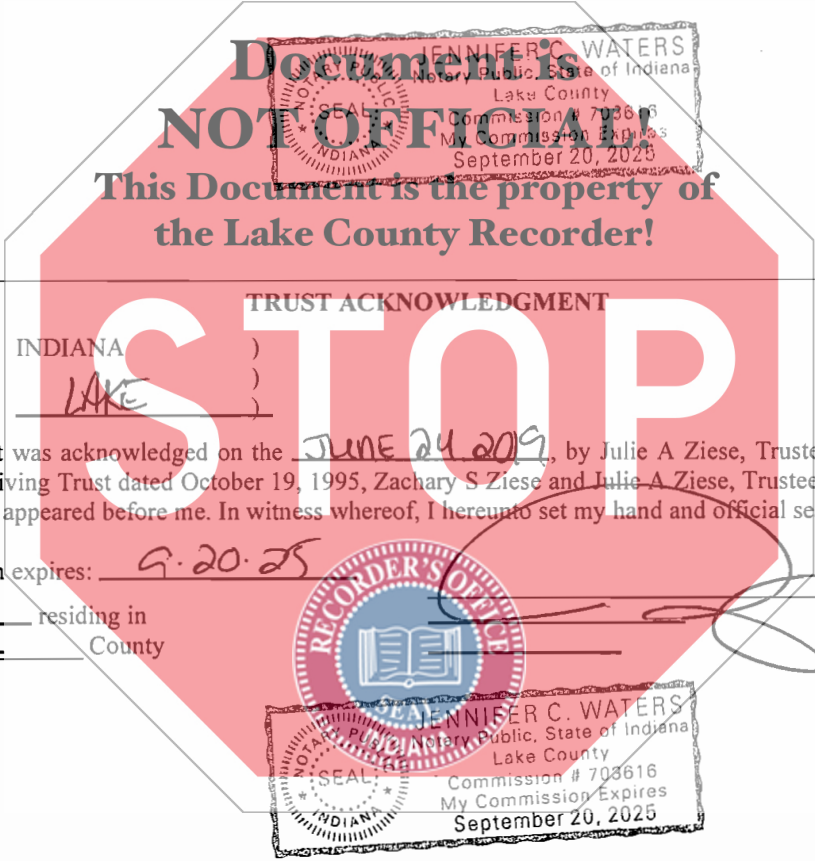 JENNIFER C. WATERS
Notary Public, State of Indiana
Lake County
Commission # 703616
My Commission Expires
September 20, 2025
NOTARY PUBLIC
SEAL
INDIANA
Document is
NOT OFFICIAL!
This Document is the property of
the Lake County Recorder!
STOP
TRUST ACKNOWLEDGMENT
INDIANA )
)
LAKE )
was acknowledged on the JUNE 24 2019, by Julie A Ziese,
Trust dated October 19, 1995, Zachary S Ziese and Julie A Ziese, Trustee
appeared before me. In witness whereof, I hereunto set my hand and official
expires: 9.20.25
residing in
County
RECORDER'S OFFICE
SEAL
INDIANA
JENNIFER C. WATERS
Notary Public, State of Indiana
Lake County
Commission # 703616
My Commission Expires
September 20, 2025
NOTARY PUBLIC
SEAL
INDIANA